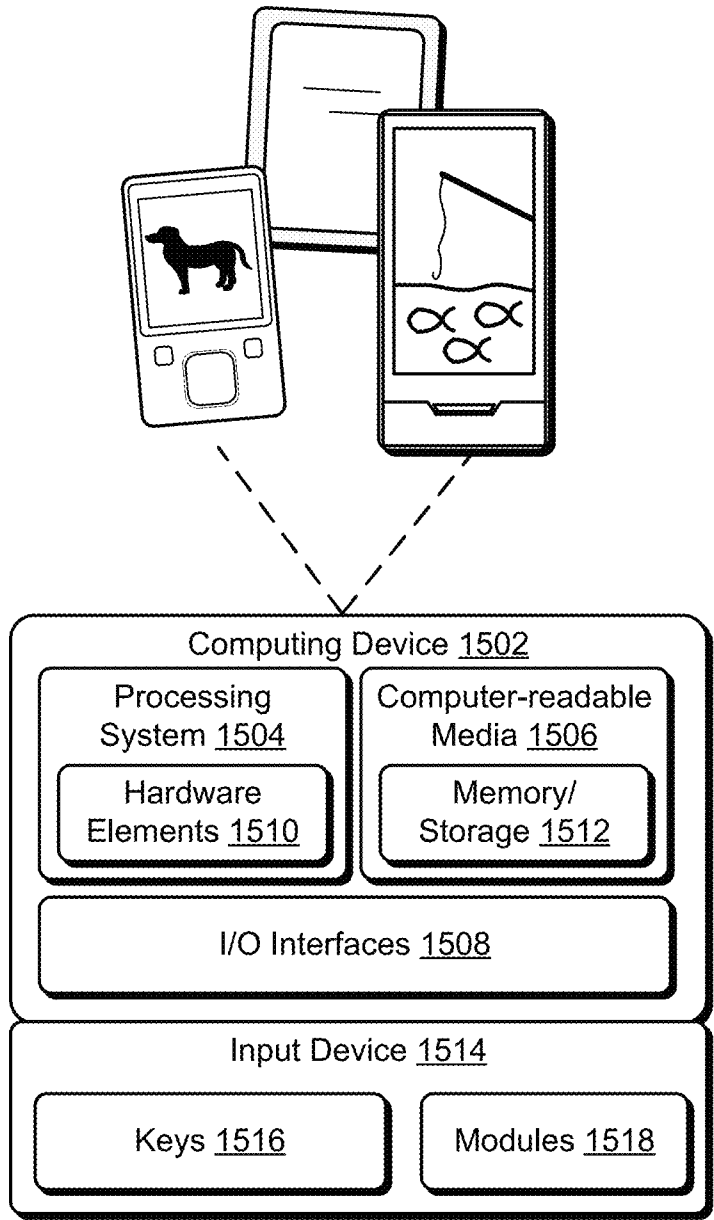 Computing Device 1502
Processing
System 1504
Computer-readable
Media 1506
Hardware
Elements 1510
Memory/
Storage 1512
I/O Interfaces 1508
Input Device 1514
Keys 1516
Modules 1518